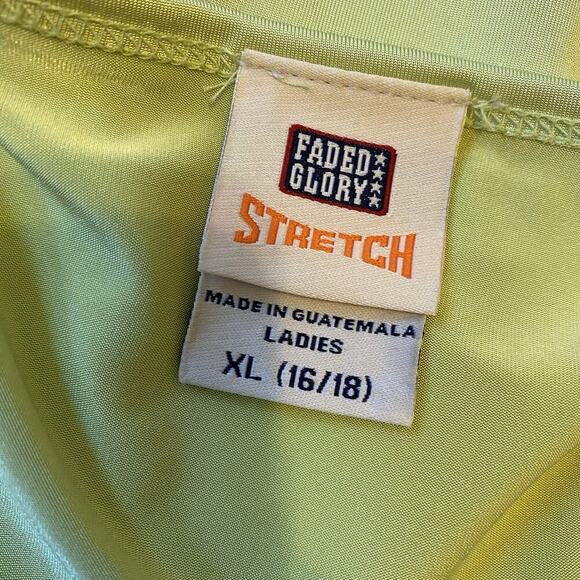 FADED
GLORY
STRETCH
MADE IN GUATEMALA
LADIES
XL (16/18)